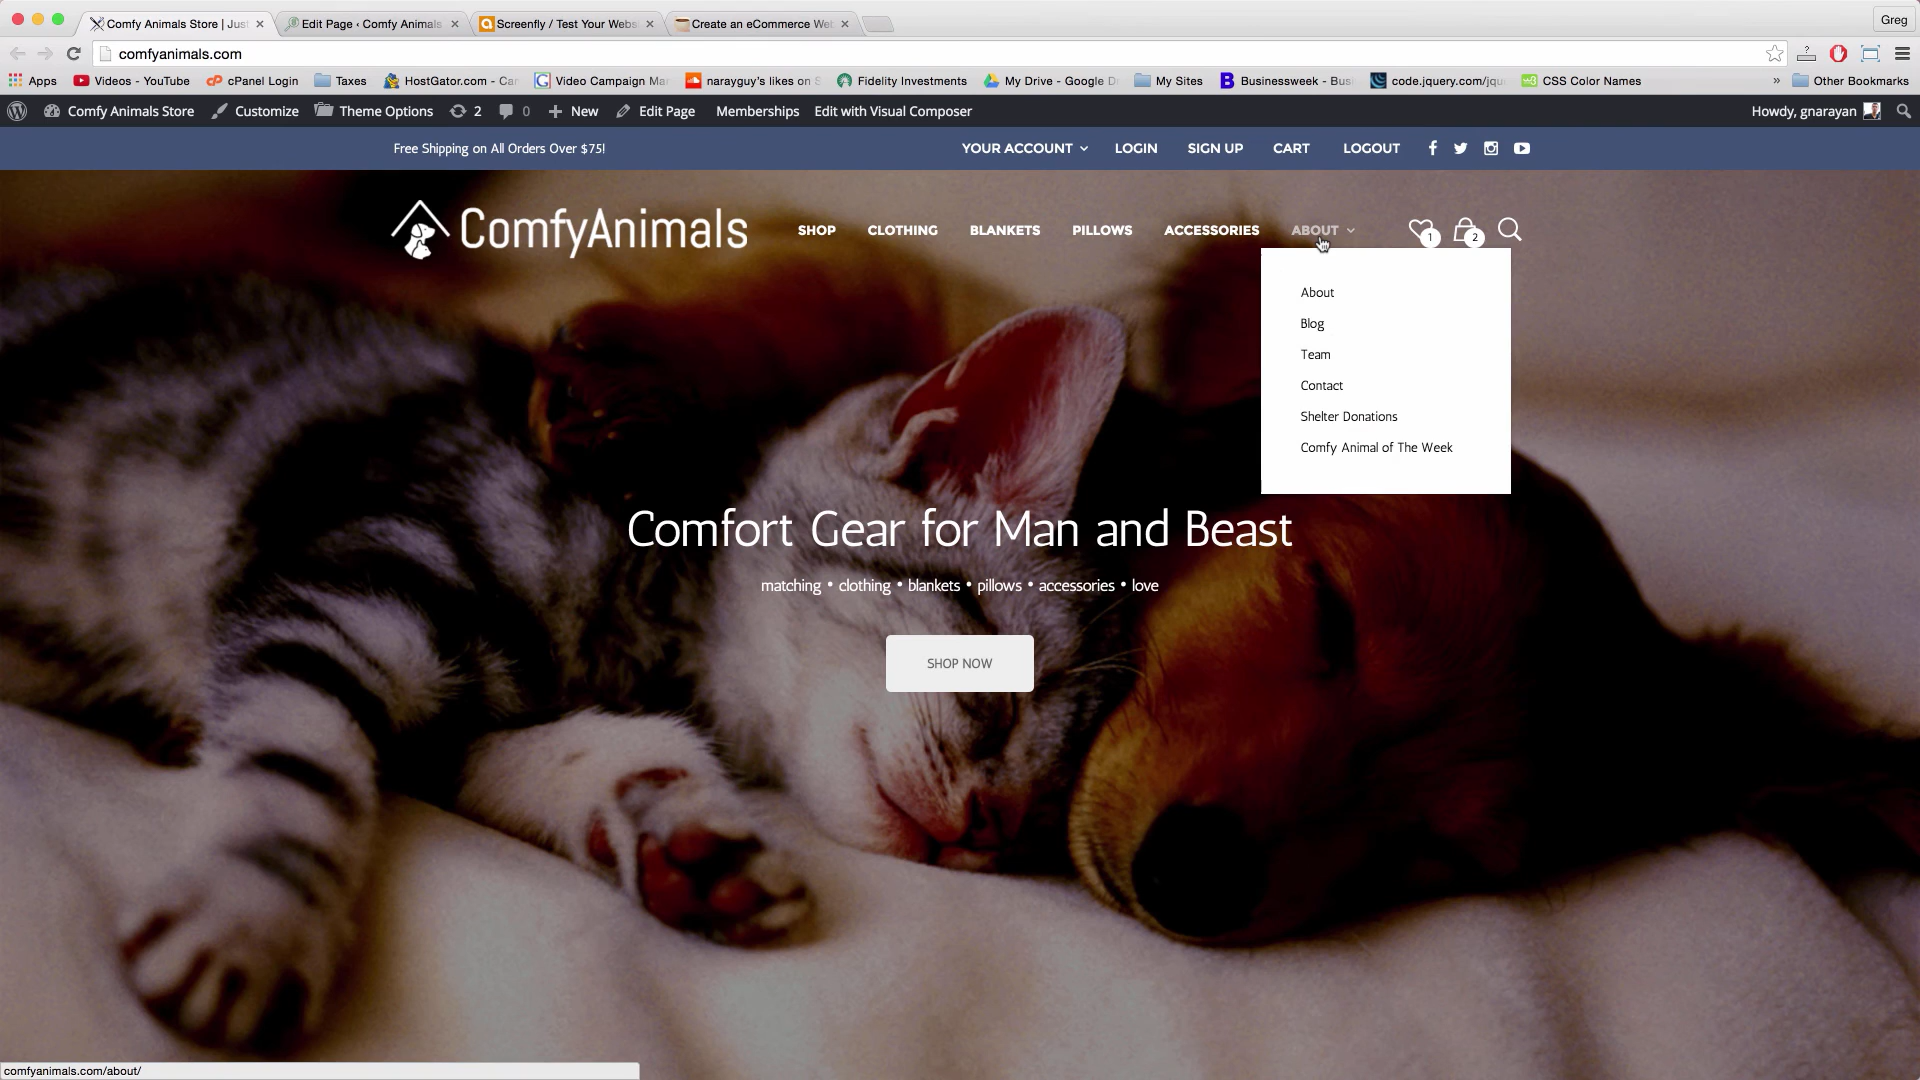 Comfy Animals Store | Just
Edit Page ‹ Comfy Animals
Screenfly / Test Your Webs
Create an eCommerce Web
Greg
comfyanimals.com
Apps
Videos - YouTube
cPanel Login
Taxes
HostGator.com - Car
Video Campaign Mar
narayguy's likes on S
Fidelity Investments
My Drive - Google D
My Sites
Businessweek - Busi
code.jquery.com/jqu
CSS Color Names
»
Other Bookmarks
Comfy Animals Store
Customize
Theme Options
2
0
New
Edit Page
Memberships
Edit with Visual Composer
Howdy, gnarayan
Free Shipping on All Orders Over $75!
YOUR ACCOUNT
LOGIN
SIGN UP
CART
LOGOUT
ComfyAnimals
SHOP
CLOTHING
BLANKETS
PILLOWS
ACCESSORIES
ABOUT
1
2
About
Blog
Team
Contact
Shelter Donations
Comfy Animal of The Week
Comfort Gear for Man and Beast
matching • clothing • blankets • pillows • accessories • love
SHOP NOW
comfyanimals.com/about/